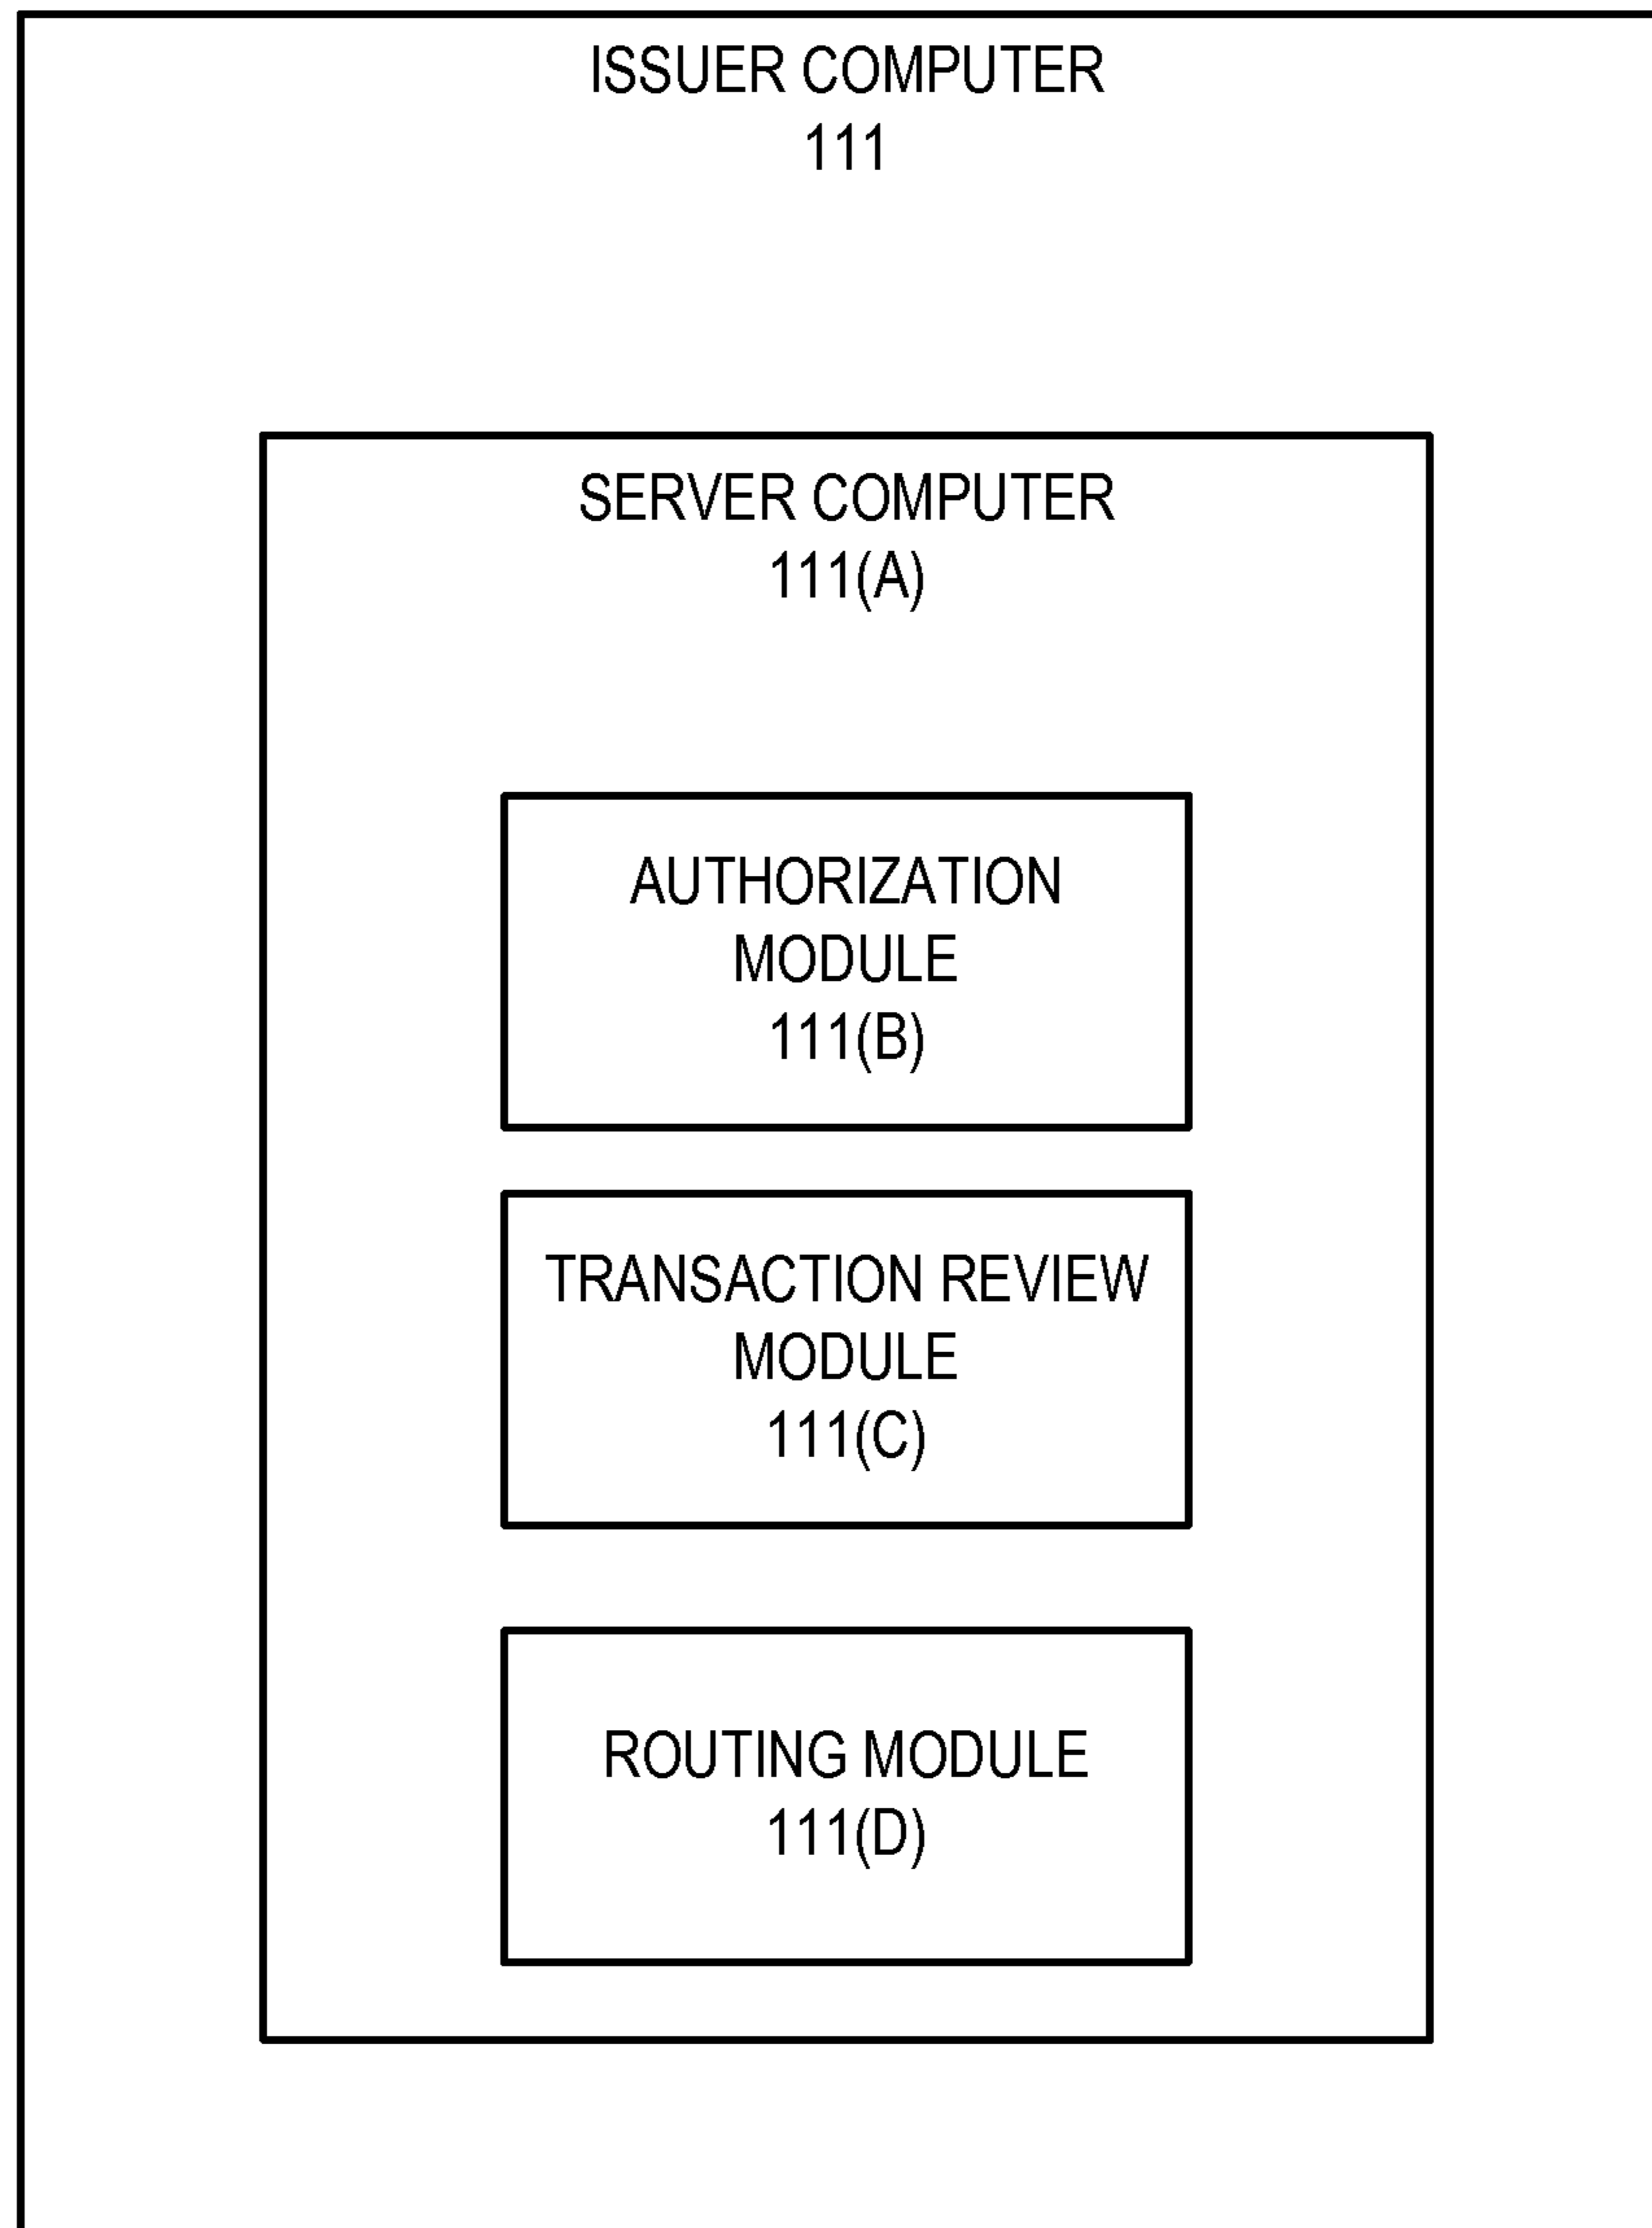 ISSUER COMPUTER
111
SERVER COMPUTER
111(A)
AUTHORIZATION
MODULE
111(B)
TRANSACTION REVIEW
MODULE
111(C)
ROUTING MODULE
111(D)